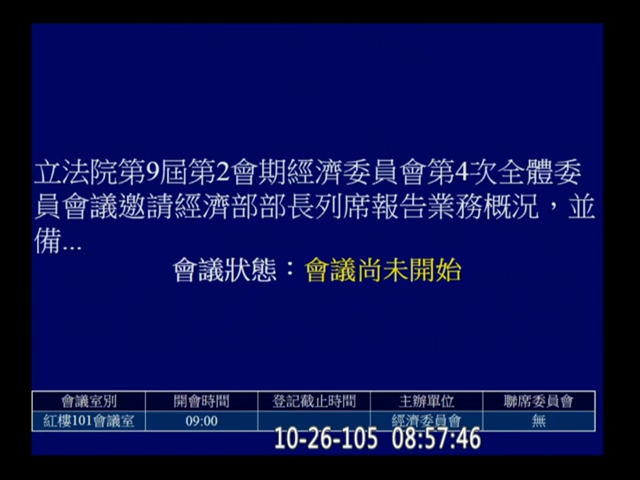 立法院第9屆第2會期經濟委員會第4次全體委
員會議邀請經濟部部長列席報告業務概況，並
備...
會議狀態：會議尚未開始
會議室別 開會時間 登記截止時間 主辦單位 聯席委員會
紅樓101會議室 09:00 經濟委員會 無
10-26-105 08:57:46